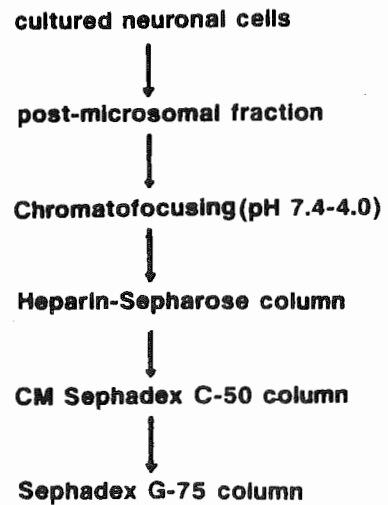 cultured neuronal cells
post-microsomal fraction
Chromatofocusing(pH 7.4-4.0)
Heparin-Sepharose column
CM Sephadex C-50 column
Sephadex G-75 column